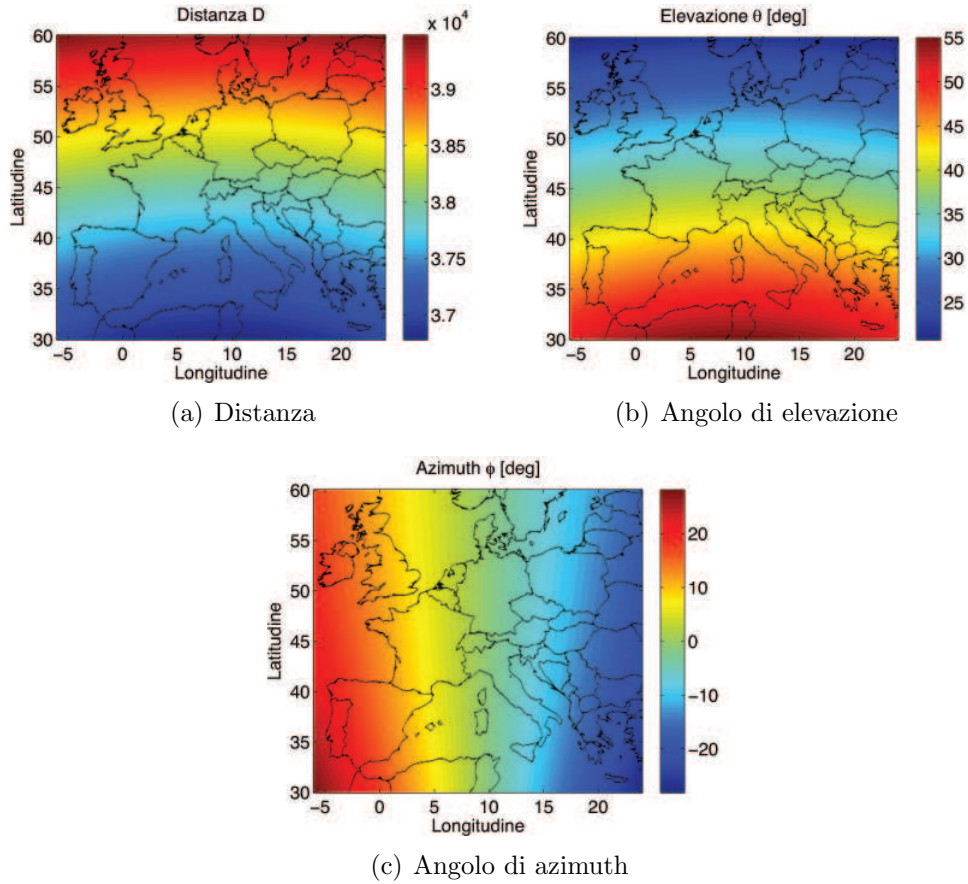 Distanza D
x 10⁴
60
55
50
45
40
35
30
-5 0 5 10 15 20
Latitudine
Longitudine
3.9
3.85
3.8
3.75
3.7
(a) Distanza
Elevazione θ [deg]
60
55
50
45
40
35
30
-5 0 5 10 15 20
Latitudine
Longitudine
55
50
45
40
35
30
25
(b) Angolo di elevazione
Azimuth ϕ [deg]
60
55
50
45
40
35
30
-5 0 5 10 15 20
Latitudine
Longitudine
20
10
0
−10
−20
(c) Angolo di azimuth